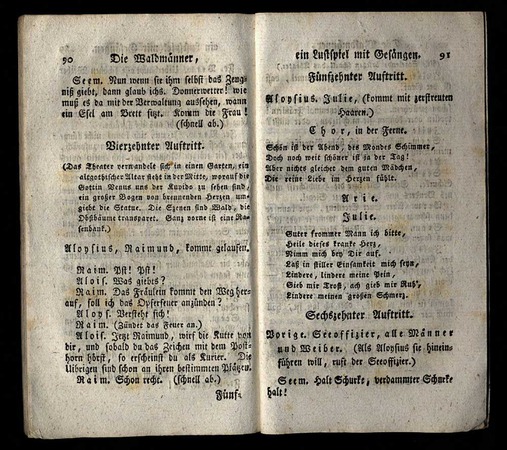 90 Die Waldmänner,
Seem. Nun wenn sie ihm selbst das Zeug-
niß giebt, dann glaub ichs. Donnerwetter! wie
muß es da mit der Verwaltung aussehen, wann
ein Esel am Brett sitzt. Komm die Frau!
(schnell ab.)
Vierzehnter Auftritt.
(Das Theater verwandelt sich in einen Garten, ein
altgothischer Altar steht in der Mitte, worauf die
Göttin Venus und der Kupido zu sehen sind,
ein großer Bogen von brennenden Herzen um-
giebt die Statue. Die Szenen sind Wald, die
Obstbäume transparet. Ganz vorne ist eine Ra-
senbank.)
Aloysius, Raimund, kommt gelaufen.
Raim. Pst! Pst!
Alois. Was giebts?
Raim. Das Fräulein kommt den Weg her-
auf, soll ich das Opferfeuer anzünden?
Aloys. Versteht sich!
Raim. (Zündet das Feuer an.)
Alois. Jetzt Raimund, wirf die Kutte von
dir, und sobald du das Zeichen mit dem Post-
horn hörst, so erscheinst du als Kurier. Die
Uibrigen sind schon an ihren bestimmten Plätzen.
Raim. Schon recht. (schnell ab.)
Fünf-
ein Lustspiel mit Gesängen. 91
Fünfzehnter Auftritt.
Aloysius. Julie, (kommt mit zerstreuten
Haaren.)
Chor, in der Ferne.
Schön ist der Abend, des Mondes Schimmer,
Doch noch weit schöner ist ja der Tag!
Aber nichts gleichet dem guten Mädchen,
Die reine Liebe im Herzen fühlt.
Arie.
Julie.
Guter frommer Mann ich bitte,
Heile dieses kranke Herz,
Nimm mich bey Dir auf.
Laß in stiller Einsamkeit mich seyn,
Lindere, lindere meine Pein,
Gieb mir Trost, ach gieb mir Ruh',
Lindere meinen großen Schmerz.
Sechszehnter Auftritt.
Vorige. Seeoffizier, alle Männer
und Weiber. (Als Aloysius sie hinein-
führen will, ruft der Seeoffizier.)
Seem. Halt Schurke, verdammter Schurke
halt!